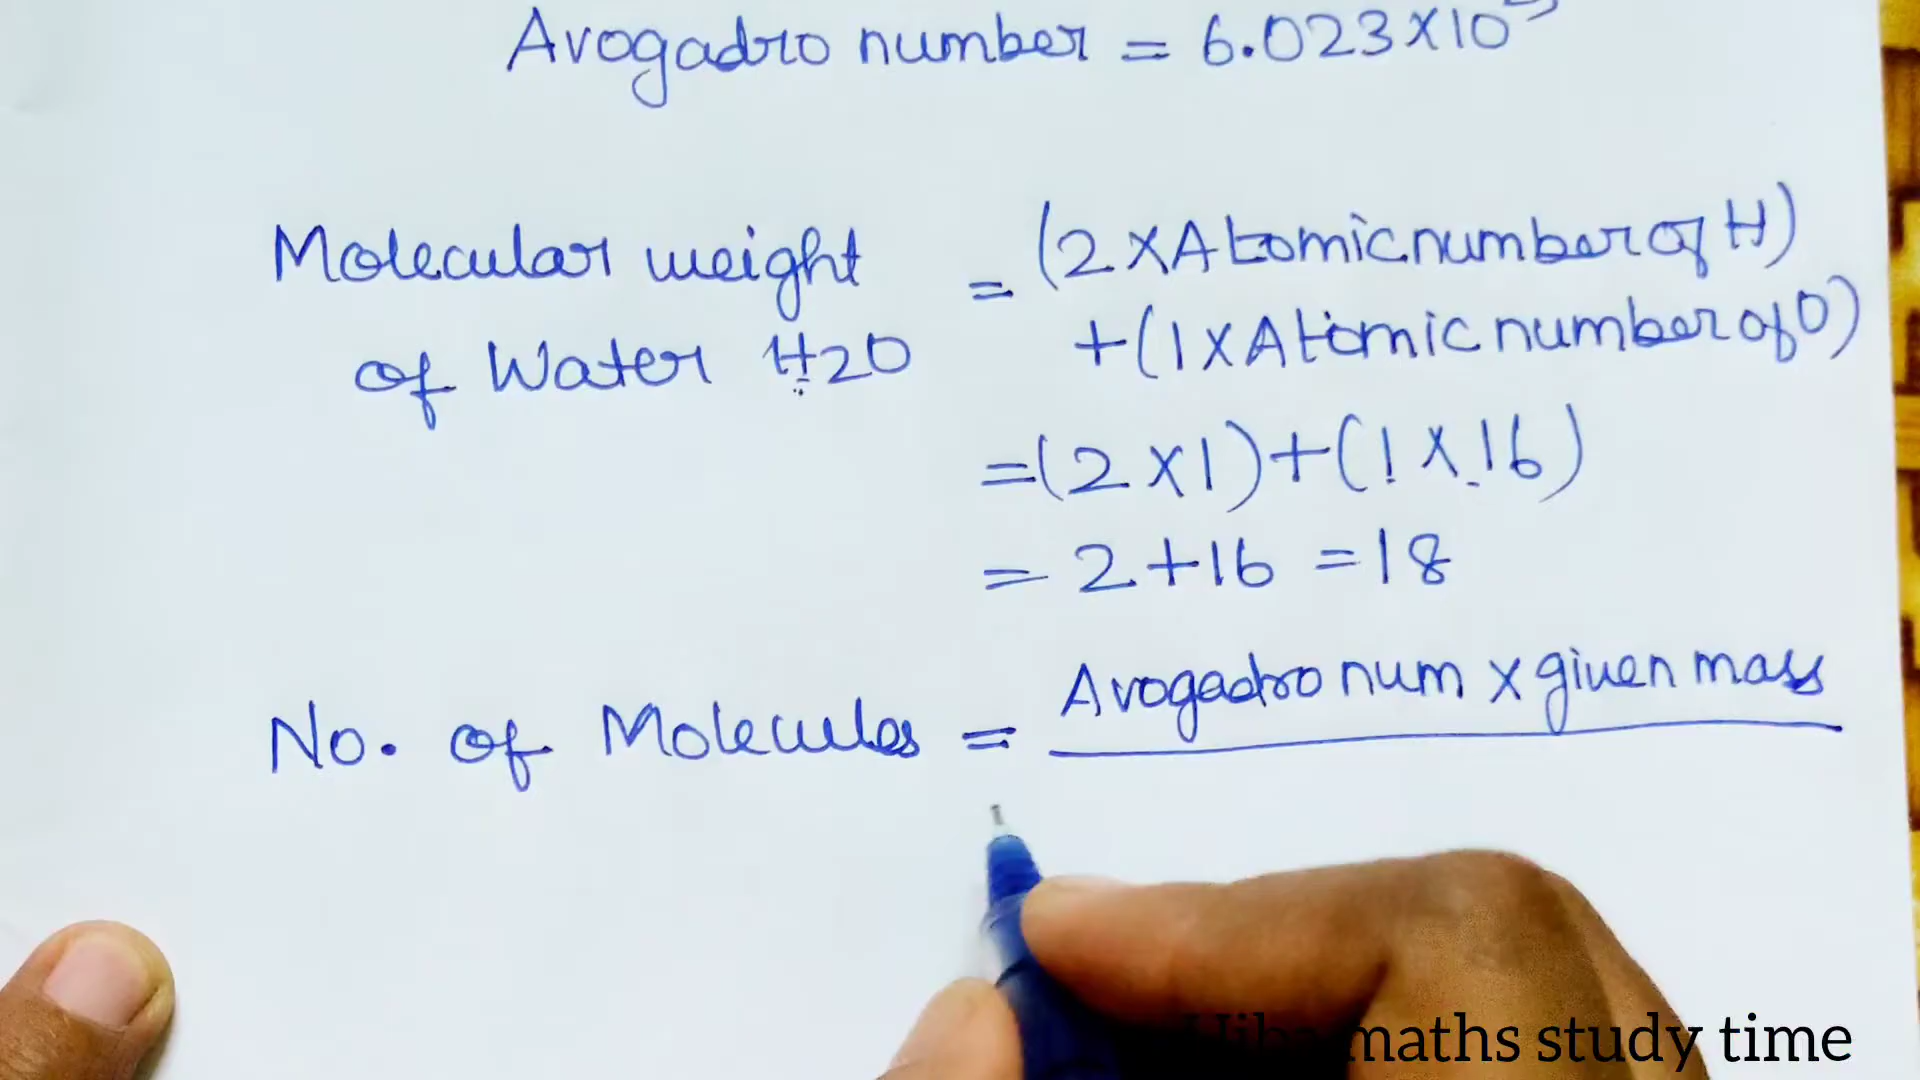 Avogadro number = 6.023×10
Molecular weight
of Water H2O
= (2×Atomic number of H)
+(1×Atomic number of O)
=(2×1)+(1×16)
= 2+16 =18
No. of Molecules = Avogadro num × given mass
maths study time